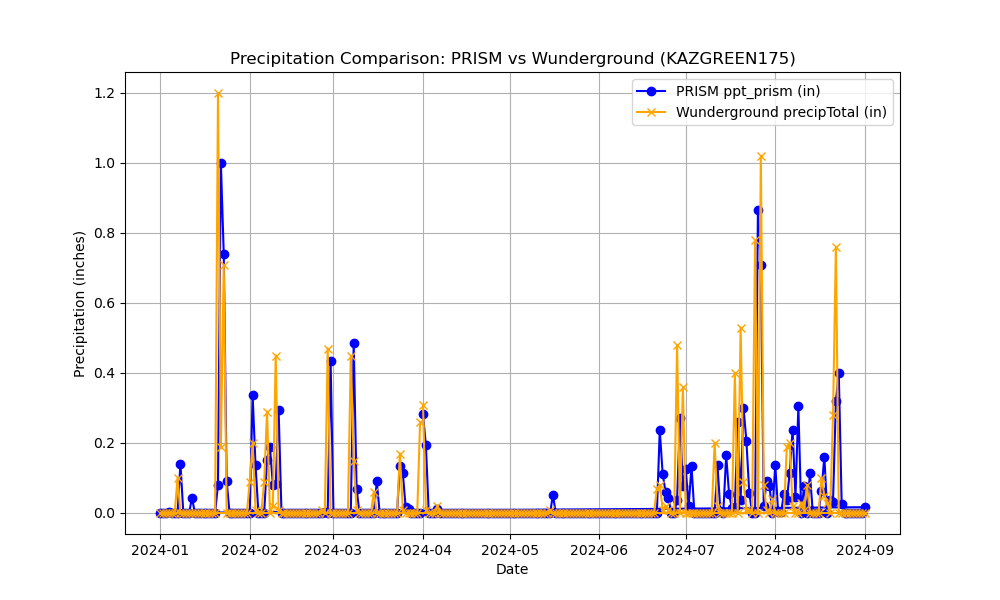 Precipitation Comparison: PRISM vs Wunderground (KAZGREEN175)
PRISM ppt_prism (in)
Wunderground precipTotal (in)
Precipitation (inches)
1.2
1.0
0.8
0.6
0.4
0.2
0.0
2024-01 2024-02 2024-03 2024-04 2024-05 2024-06 2024-07 2024-08 2024-09
Date